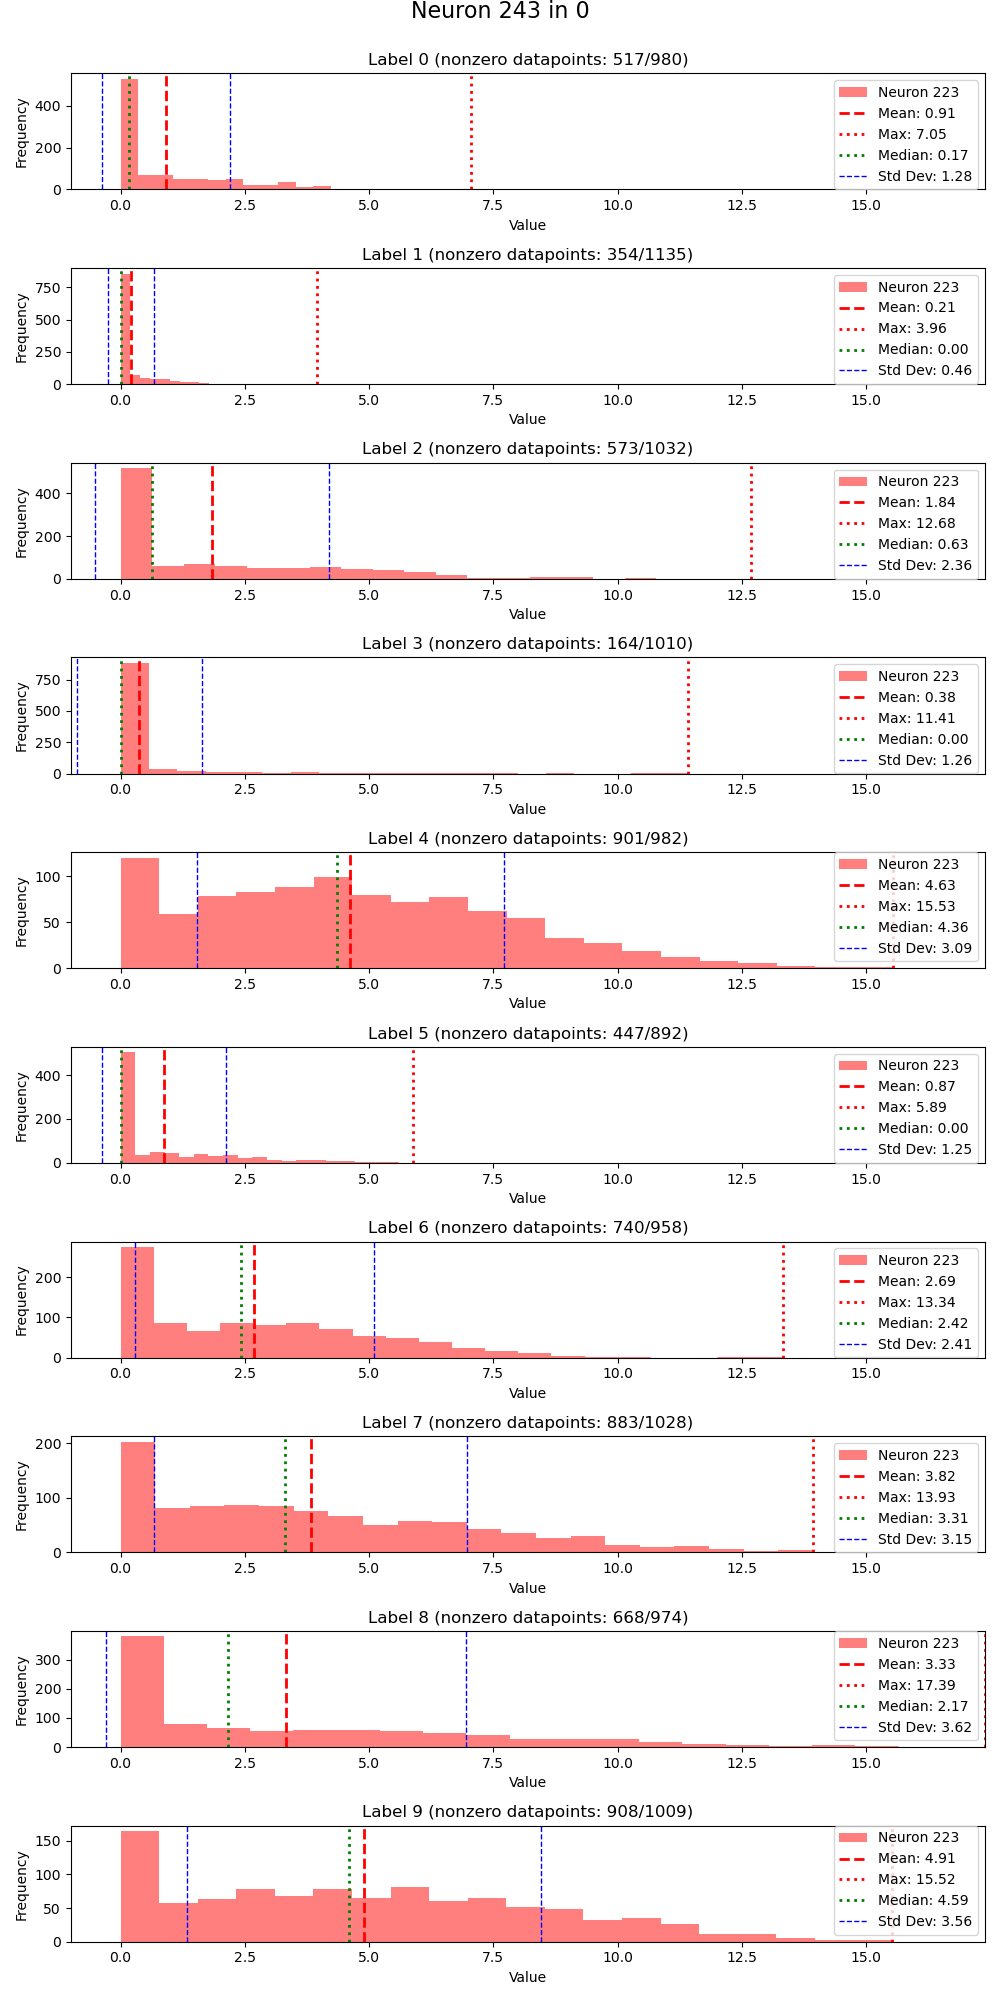 Neuron 243 in 0
Label 0 (nonzero datapoints: 517/980)
Frequency
400
200
0
Neuron 223
Mean: 0.91
Max: 7.05
Median: 0.17
Std Dev: 1.28
0.0 2.5 5.0 7.5 10.0 12.5 15.0
Value
Label 1 (nonzero datapoints: 354/1135)
Frequency
750
500
250
0
Neuron 223
Mean: 0.21
Max: 3.96
Median: 0.00
Std Dev: 0.46
0.0 2.5 5.0 7.5 10.0 12.5 15.0
Value
Label 2 (nonzero datapoints: 573/1032)
Frequency
400
200
0
Neuron 223
Mean: 1.84
Max: 12.68
Median: 0.63
Std Dev: 2.36
0.0 2.5 5.0 7.5 10.0 12.5 15.0
Value
Label 3 (nonzero datapoints: 164/1010)
Frequency
750
500
250
0
Neuron 223
Mean: 0.38
Max: 11.41
Median: 0.00
Std Dev: 1.26
0.0 2.5 5.0 7.5 10.0 12.5 15.0
Value
Label 4 (nonzero datapoints: 901/982)
Frequency
100
50
0
Neuron 223
Mean: 4.63
Max: 15.53
Median: 4.36
Std Dev: 3.09
0.0 2.5 5.0 7.5 10.0 12.5 15.0
Value
Label 5 (nonzero datapoints: 447/892)
Frequency
400
200
0
Neuron 223
Mean: 0.87
Max: 5.89
Median: 0.00
Std Dev: 1.25
0.0 2.5 5.0 7.5 10.0 12.5 15.0
Value
Label 6 (nonzero datapoints: 740/958)
Frequency
200
100
0
Neuron 223
Mean: 2.69
Max: 13.34
Median: 2.42
Std Dev: 2.41
0.0 2.5 5.0 7.5 10.0 12.5 15.0
Value
Label 7 (nonzero datapoints: 883/1028)
Frequency
200
100
0
Neuron 223
Mean: 3.82
Max: 13.93
Median: 3.31
Std Dev: 3.15
0.0 2.5 5.0 7.5 10.0 12.5 15.0
Value
Label 8 (nonzero datapoints: 668/974)
Frequency
300
200
100
0
Neuron 223
Mean: 3.33
Max: 17.39
Median: 2.17
Std Dev: 3.62
0.0 2.5 5.0 7.5 10.0 12.5 15.0
Value
Label 9 (nonzero datapoints: 908/1009)
Frequency
150
100
50
0
Neuron 223
Mean: 4.91
Max: 15.52
Median: 4.59
Std Dev: 3.56
0.0 2.5 5.0 7.5 10.0 12.5 15.0
Value